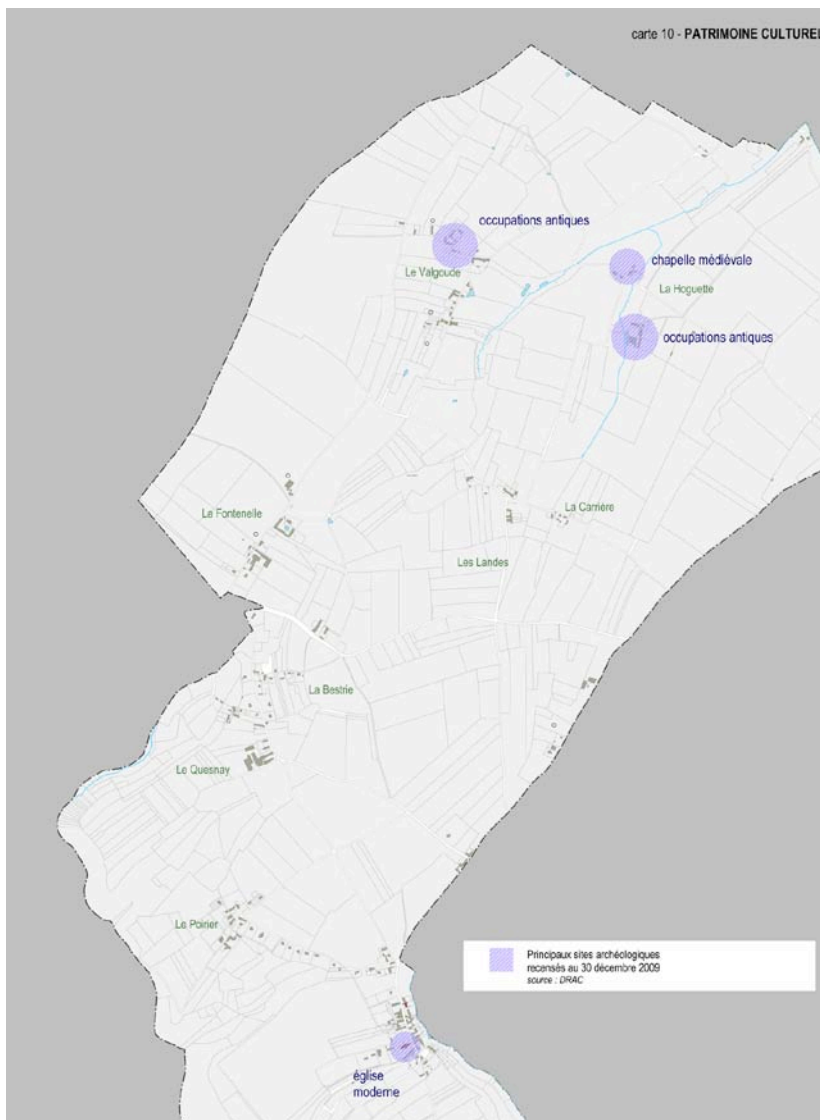 carte 10 - PATRIMOINE CULTUREL
occupations antiques
Le Valgoude
chapelle médiévale
La Hoguette
occupations antiques
La Fontenelle
La Carrière
Les Landes
La Bestrie
Le Quesnay
Le Poirier
Principaux sites archéologiques
recensés au 30 décembre 2009
source : DRAC
église
moderne